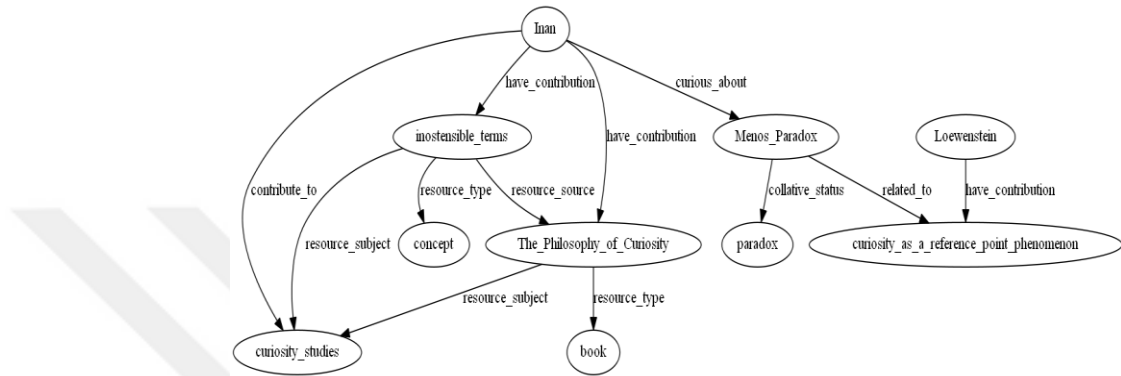 Inan
have_contribution
curious_about
inostensible_terms
have_contribution
Menos_Paradox
Loewenstein
contribute_to
resource_type
resource_source
collative_status
related_to
have_contribution
resource_subject
concept
The_Philosophy_of_Curiosity
paradox
curiosity_as_a_reference_point_phenomenon
resource_subject
resource_type
curiosity_studies
book